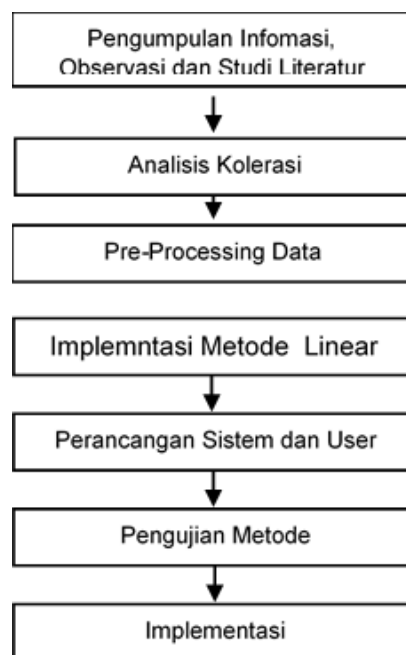 Pengumpulan Infomasi,
Observasi dan Studi Literatur
Analisis Kolerasi
Pre-Processing Data
Implemntasi Metode Linear
Perancangan Sistem dan User
Pengujian Metode
Implementasi